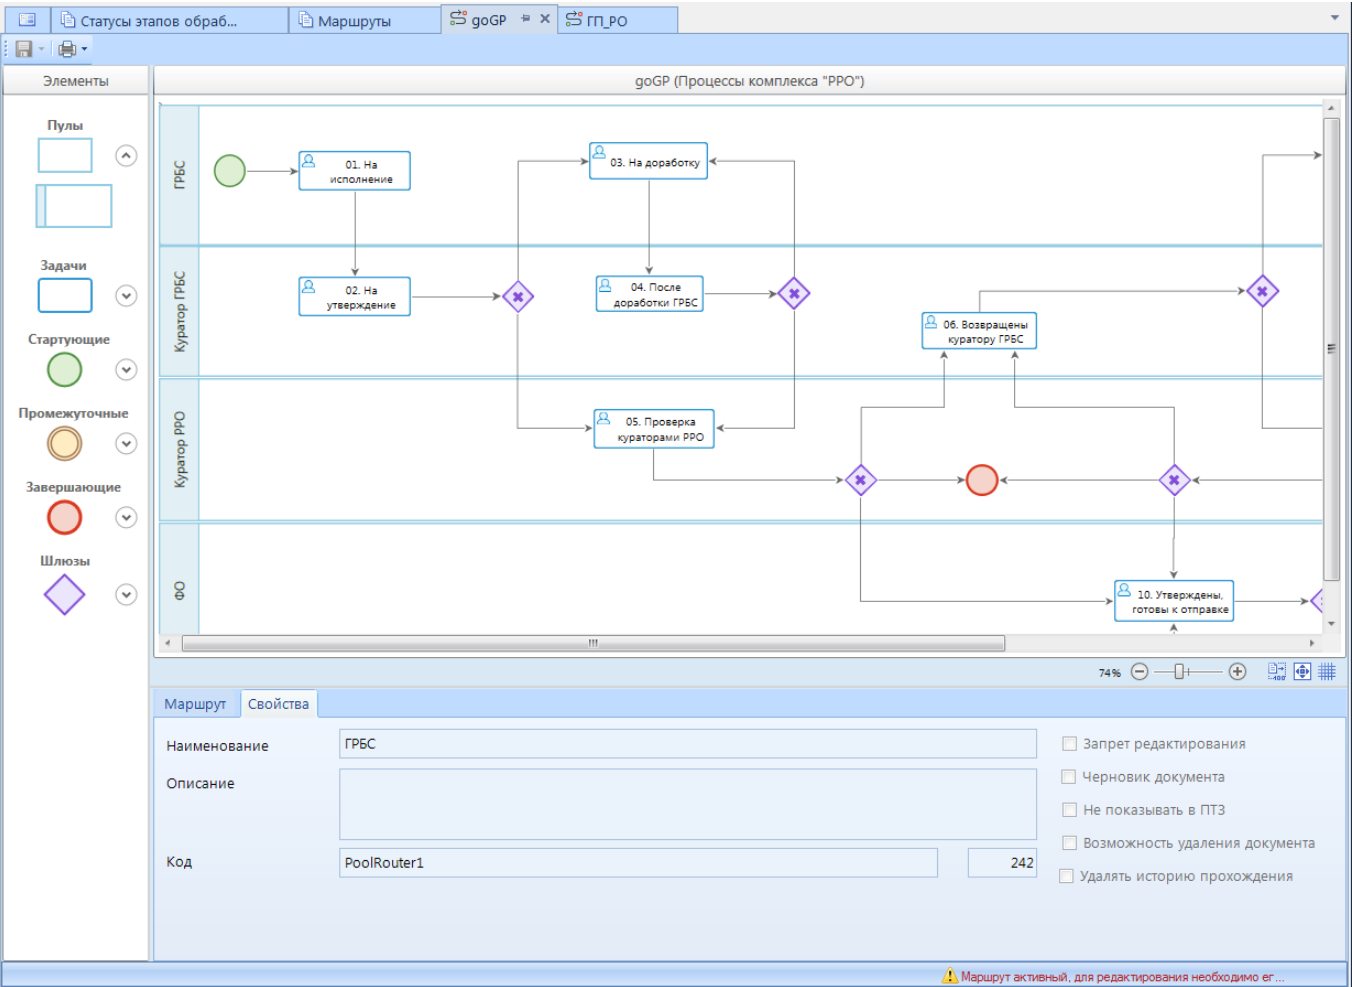 Статусы этапов обраб...
Маршруты
goGP
ГП_РО
Элементы
goGP (Процессы комплекса "РРО")
Пулы
Задачи
Стартующие
Промежуточные
Завершающие
Шлюзы
ГРБС
01. На
исполнение
03. На доработку
Куратор ГРБС
02. На
утверждение
04. После
доработки ГРБС
06. Возвращены
куратору ГРБС
Куратор РРО
05. Проверка
кураторами РРО
ФО
10. Утверждены,
готовы к отправке
74%
Маршрут
Свойства
Наименование
ГРБС
Описание
Код
PoolRouter1
242
Запрет редактирования
Черновик документа
Не показывать в ПТЗ
Возможность удаления документа
Удалять историю прохождения
Маршрут активный, для редактирования необходимо ег...